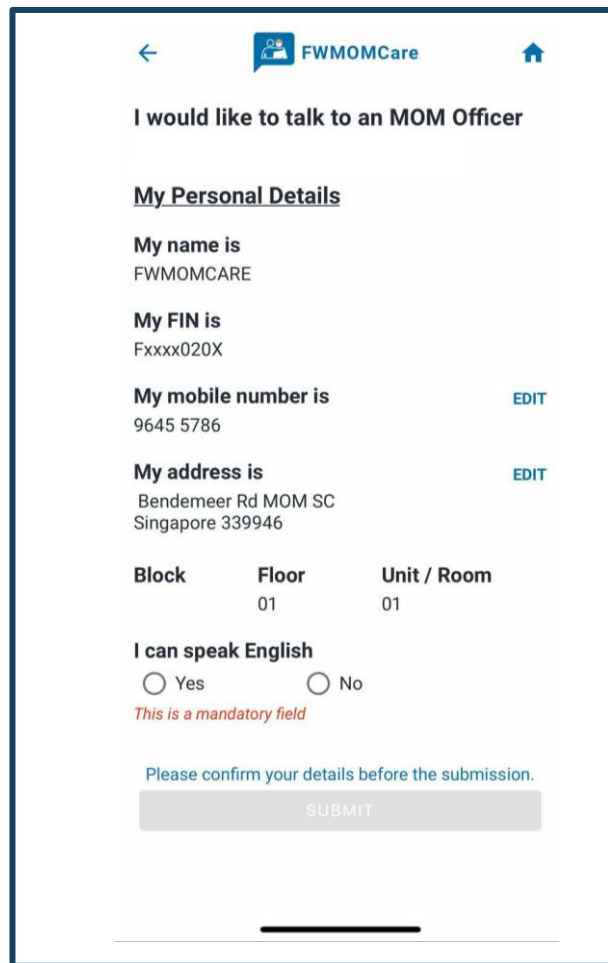 FWMOMCare
I would like to talk to an MOM Officer
My Personal Details
My name is
FWMOMCARE
My FIN is
Fxxxx020X
My mobile number is EDIT
9645 5786
My address is EDIT
Bendemeer Rd MOM SC
Singapore 339946
Block Floor Unit / Room
01 01
I can speak English
Yes No
This is a mandatory field
Please confirm your details before the submission.
SUBMIT